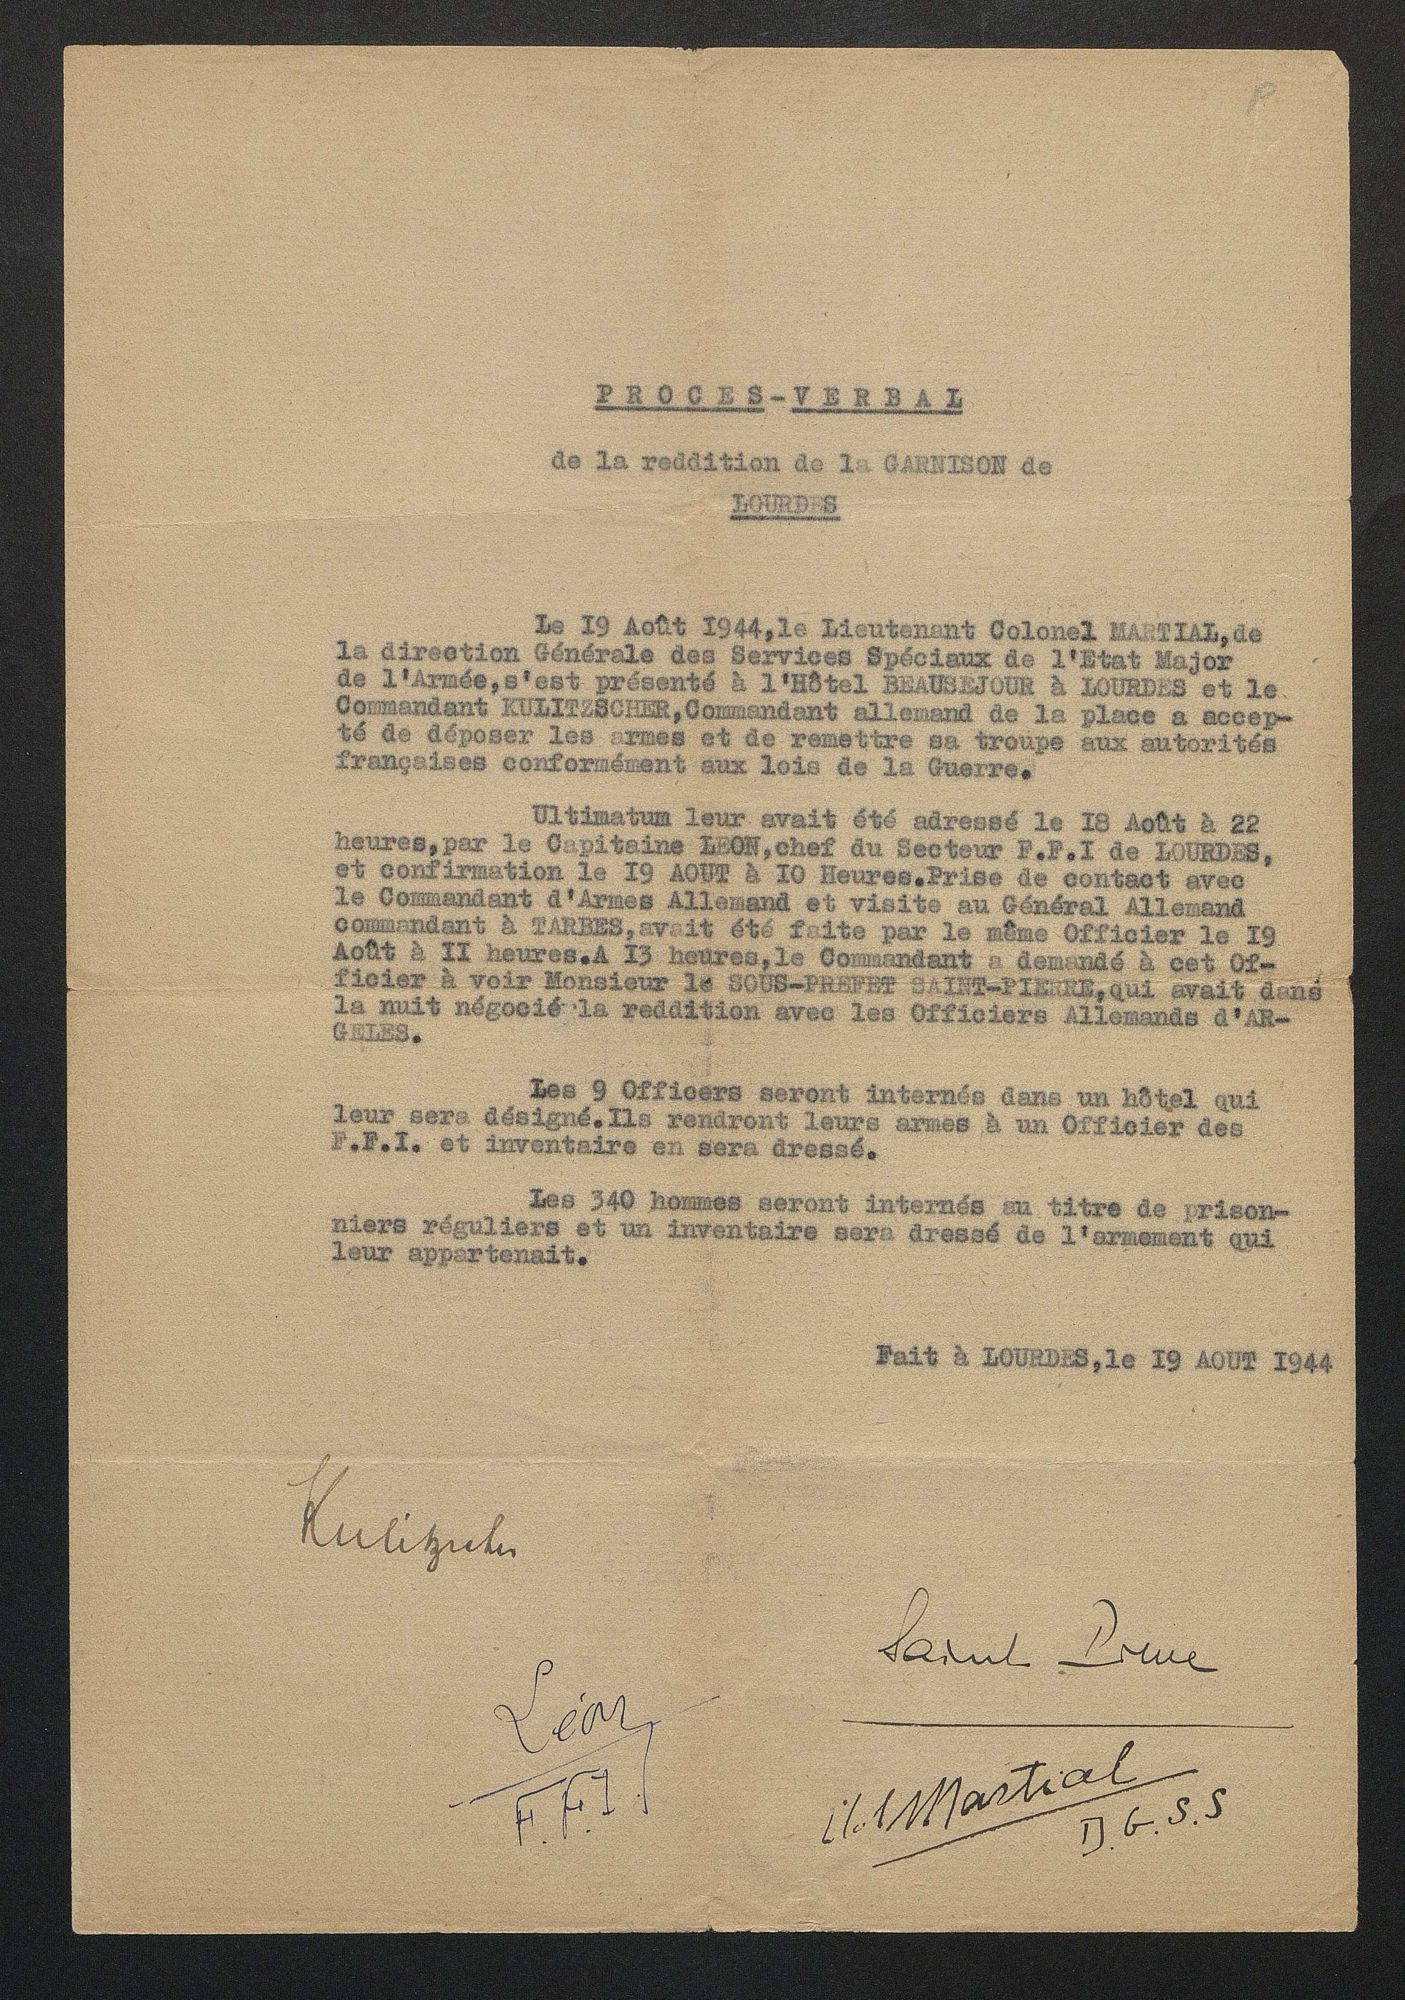 P
PROCES-VERBAL
de la reddition de la GARNISON de
LOURDES
Le I9 Août I944,le Lieutenant Colonel MARTIAL,de
la direction Générale des Services Spéciaux de l'Etat Major
de l'Armée,s'est présenté à l'Hôtel BEAUSEJOUR à LOURDES et le
Commandant KULITZSCHER,Commandant allemand de la place a accep-
té de déposer les armes et de remettre sa troupe aux autorités
françaises conformément aux lois de la Guerre.
Ultimatum leur avait été adressé le I8 Août à 22
heures,par le Capitaine LEON,chef du Secteur F.F.I de LOURDES,
et confirmation le I9 AOUT à IO Heures.Prise de contact avec
le Commandant d'Armes Allemand et visite au Général Allemand
commandant à TARBES,avait été faite par le même Officier le I9
Août à II heures.A I3 heures,le Commandant a demandé à cet Of-
ficier à voir Monsieur le SOUS-PREFET SAINT-PIERRE,qui avait dans
la nuit négocié la reddition avec les Officiers Allemands d'AR-
GELES.
Les 9 Officers seront internés dans un hôtel qui
leur sera désigné.Ils rendront leurs armes à un Officier des
F.F.I. et inventaire en sera dressé.
Les 340 hommes seront internés au titre de prison-
niers réguliers et un inventaire sera dressé de l'armement qui
leur appartenait.
Fait à LOURDES,le I9 AOUT I944
Kulitzscher
Saint Pierre
Léon
F.F.I.
Martial
D.G.S.S